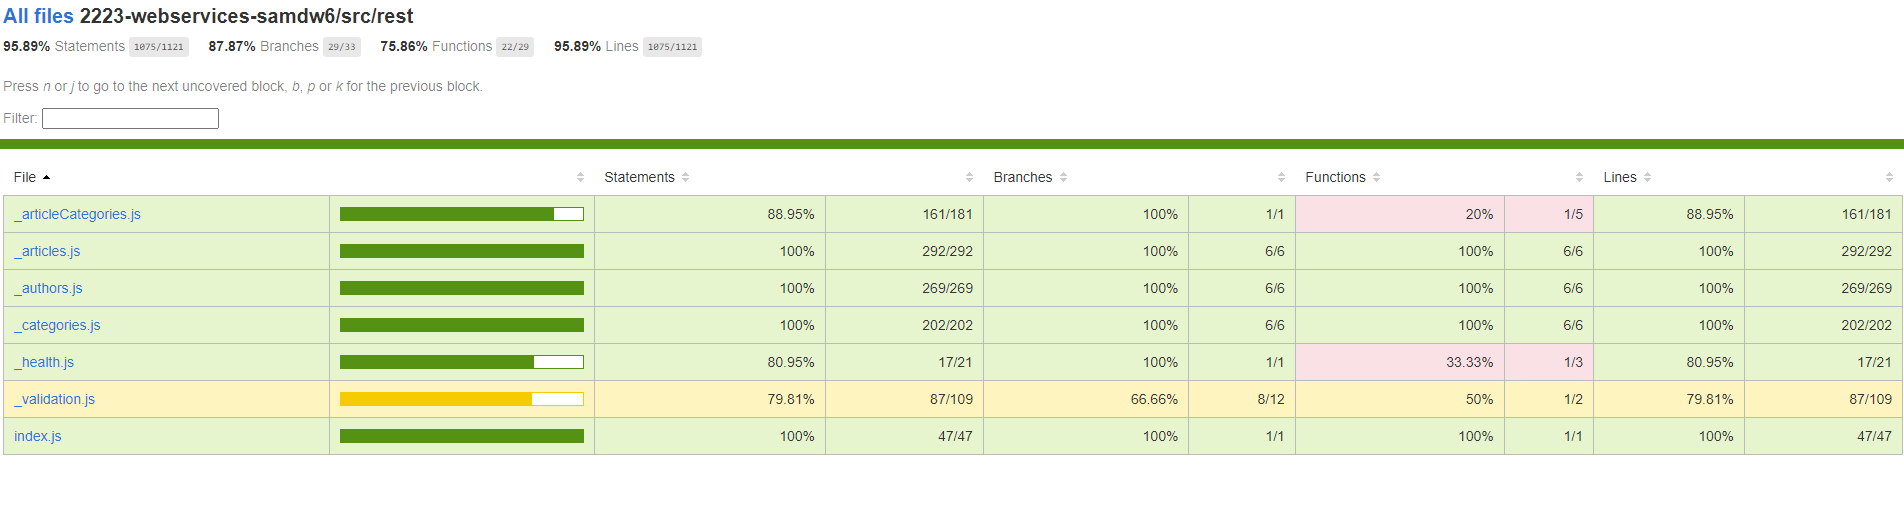 All files 2223-webservices-samdw6/src/rest
95.89% Statements 1075/1121 87.87% Branches 29/33 75.86% Functions 22/29 95.89% Lines 1075/1121
Press n or j to go to the next uncovered block, b, p or k for the previous block.
Filter:
File Statements Branches Functions Lines
_articleCategories.js 88.95% 161/181 100% 1/1 20% 1/5 88.95% 161/181
_articles.js 100% 292/292 100% 6/6 100% 6/6 100% 292/292
_authors.js 100% 269/269 100% 6/6 100% 6/6 100% 269/269
_categories.js 100% 202/202 100% 6/6 100% 6/6 100% 202/202
_health.js 80.95% 17/21 100% 1/1 33.33% 1/3 80.95% 17/21
_validation.js 79.81% 87/109 66.66% 8/12 50% 1/2 79.81% 87/109
index.js 100% 47/47 100% 1/1 100% 1/1 100% 47/47